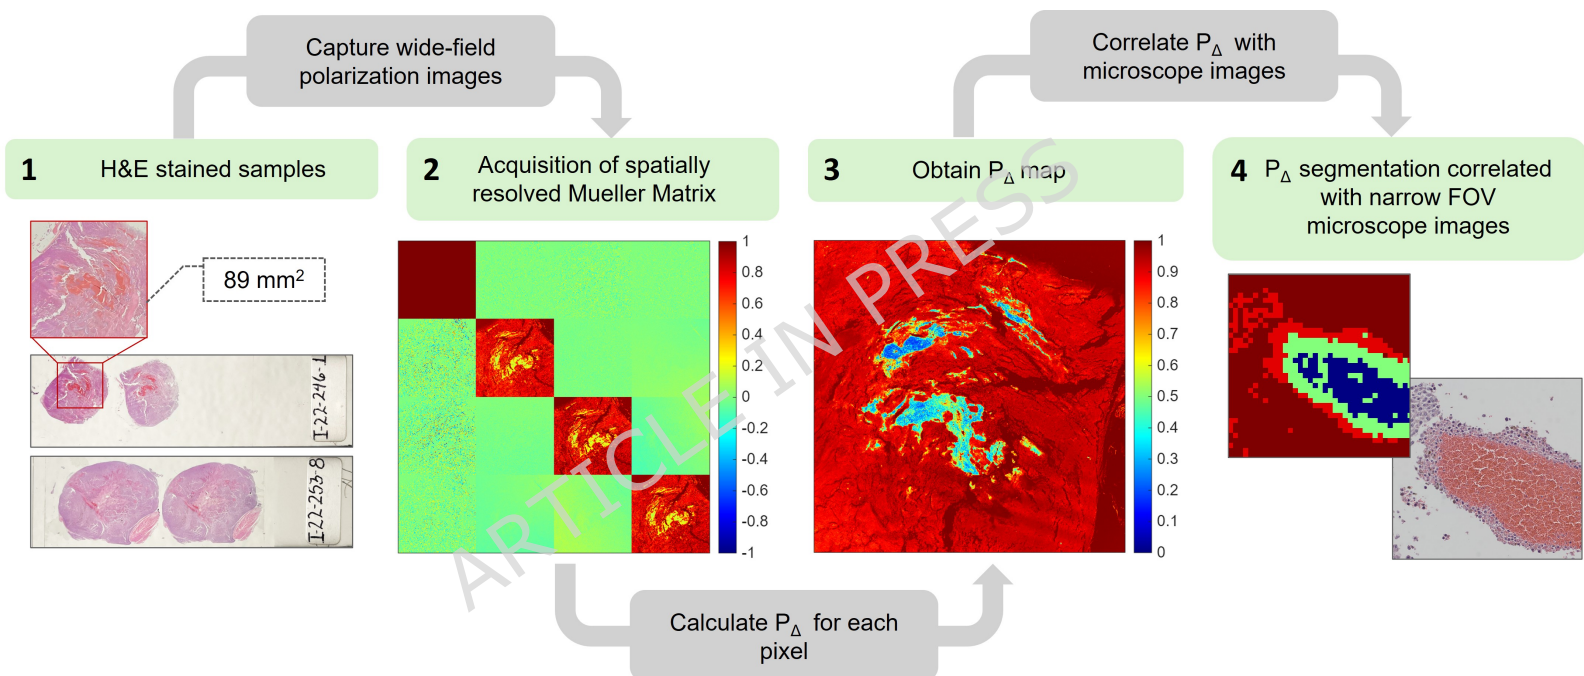 Capture wide-field
polarization images
Correlate PΔ with
microscope images
1 H&E stained samples
2 Acquisition of spatially
resolved Mueller Matrix
3 Obtain PΔ map
4 PΔ segmentation correlated
with narrow FOV
microscope images
89 mm²
I-22-246-1
I-22-253-8
1
0.8
0.6
0.4
0.2
0
-0.2
-0.4
-0.6
-0.8
-1
1
0.9
0.8
0.7
0.6
0.5
0.4
0.3
0.2
0.1
0
ARTICLE IN PRESS
Calculate PΔ for each
pixel